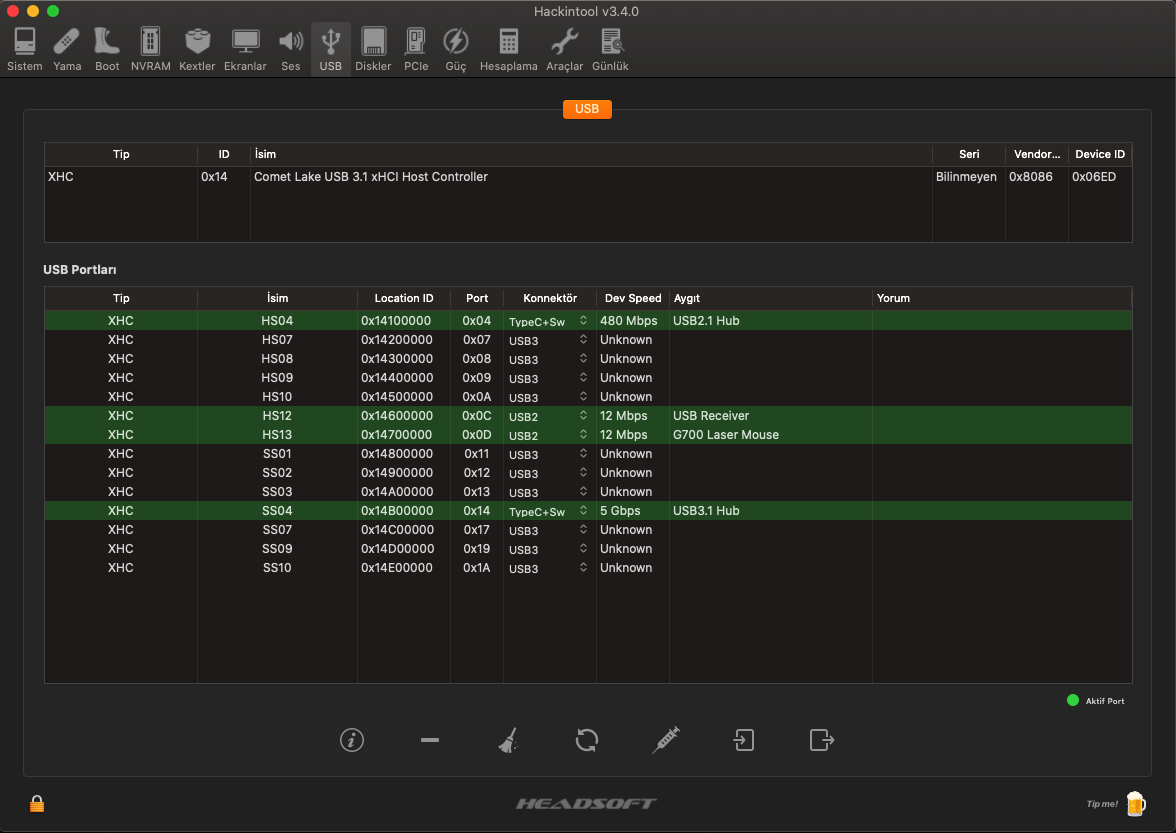 Hackintool v3.4.0
Sistem Yama Boot NVRAM Kextler Ekranlar Ses USB Diskler PCIe Güç Hesaplama Araçlar Günlük
USB
Tip ID İsim Seri Vendor... Device ID
XHC 0x14 Comet Lake USB 3.1 xHCI Host Controller Bilinmeyen 0x8086 0x06ED
USB Portları
Tip İsim Location ID Port Konnektör Dev Speed Aygıt Yorum
XHC HS04 0x14100000 0x04 TypeC+Sw 480 Mbps USB2.1 Hub
XHC HS07 0x14200000 0x07 USB3 Unknown
XHC HS08 0x14300000 0x08 USB3 Unknown
XHC HS09 0x14400000 0x09 USB3 Unknown
XHC HS10 0x14500000 0x0A USB3 Unknown
XHC HS12 0x14600000 0x0C USB2 12 Mbps USB Receiver
XHC HS13 0x14700000 0x0D USB2 12 Mbps G700 Laser Mouse
XHC SS01 0x14800000 0x11 USB3 Unknown
XHC SS02 0x14900000 0x12 USB3 Unknown
XHC SS03 0x14A00000 0x13 USB3 Unknown
XHC SS04 0x14B00000 0x14 TypeC+Sw 5 Gbps USB3.1 Hub
XHC SS07 0x14C00000 0x17 USB3 Unknown
XHC SS09 0x14D00000 0x19 USB3 Unknown
XHC SS10 0x14E00000 0x1A USB3 Unknown
Aktif Port
HEADSOFT
Tip me!